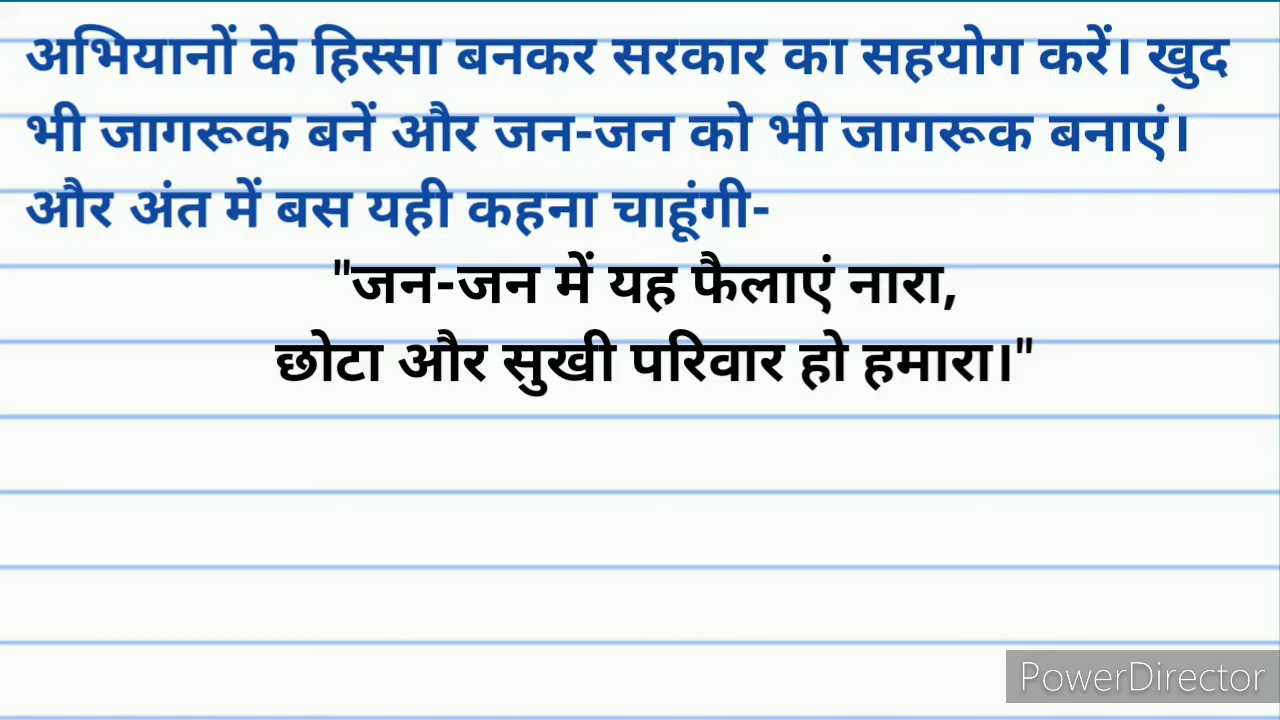 अभियानों के हिस्सा बनकर सरकार का सहयोग करें। खुद
भी जागरूक बनें और जन-जन को भी जागरूक बनाएं।
और अंत में बस यही कहना चाहूंगी-
"जन-जन में यह फैलाएं नारा,
छोटा और सुखी परिवार हो हमारा।"
PowerDirector